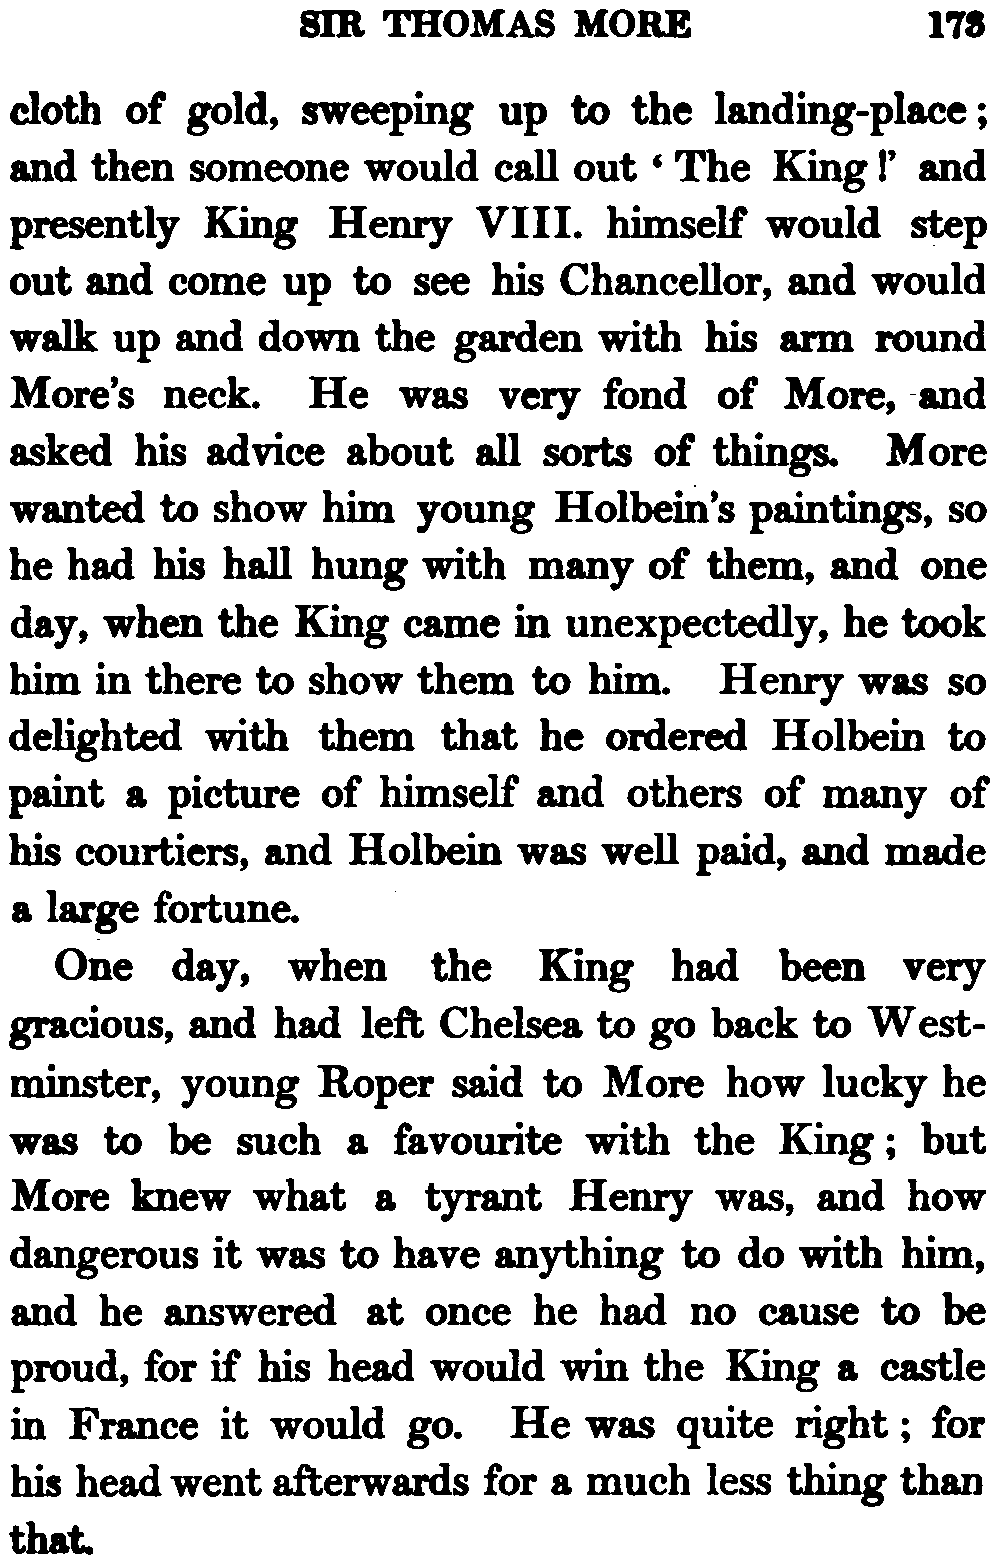 SIR THOMAS MORE 173
cloth of gold, sweeping up to the landing-place;
and then someone would call out ‘The King!’ and
presently King Henry VIII. himself would step
out and come up to see his Chancellor, and would
walk up and down the garden with his arm round
More's neck. He was very fond of More, and
asked his advice about all sorts of things. More
wanted to show him young Holbein's paintings, so
he had his hall hung with many of them, and one
day, when the King came in unexpectedly, he took
him in there to show them to him. Henry was so
delighted with them that he ordered Holbein to
paint a picture of himself and others of many of
his courtiers, and Holbein was well paid, and made
a large fortune.
One day, when the King had been very
gracious, and had left Chelsea to go back to West-
minster, young Roper said to More how lucky he
was to be such a favourite with the King; but
More knew what a tyrant Henry was, and how
dangerous it was to have anything to do with him,
and he answered at once he had no cause to be
proud, for if his head would win the King a castle
in France it would go. He was quite right; for
his head went afterwards for a much less thing than
that.